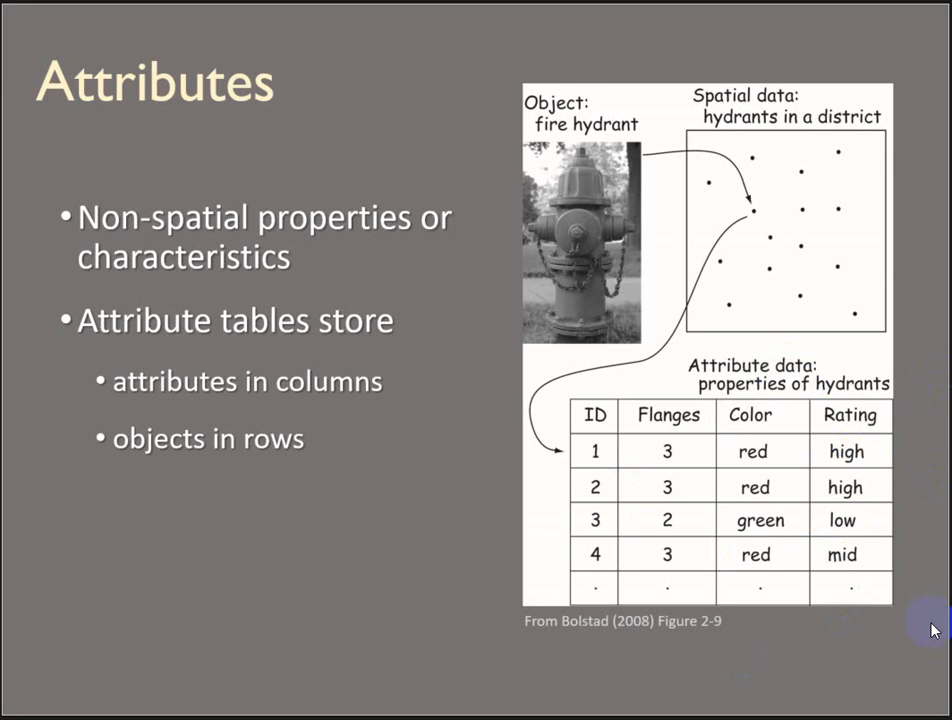 Attributes
• Non-spatial properties or
characteristics
• Attribute tables store
• attributes in columns
• objects in rows
Object:
fire hydrant
Spatial data:
hydrants in a district
Attribute data:
properties of hydrants
ID Flanges Color Rating
1 3 red high
2 3 red high
3 2 green low
4 3 red mid
. . . .
From Bolstad (2008) Figure 2-9